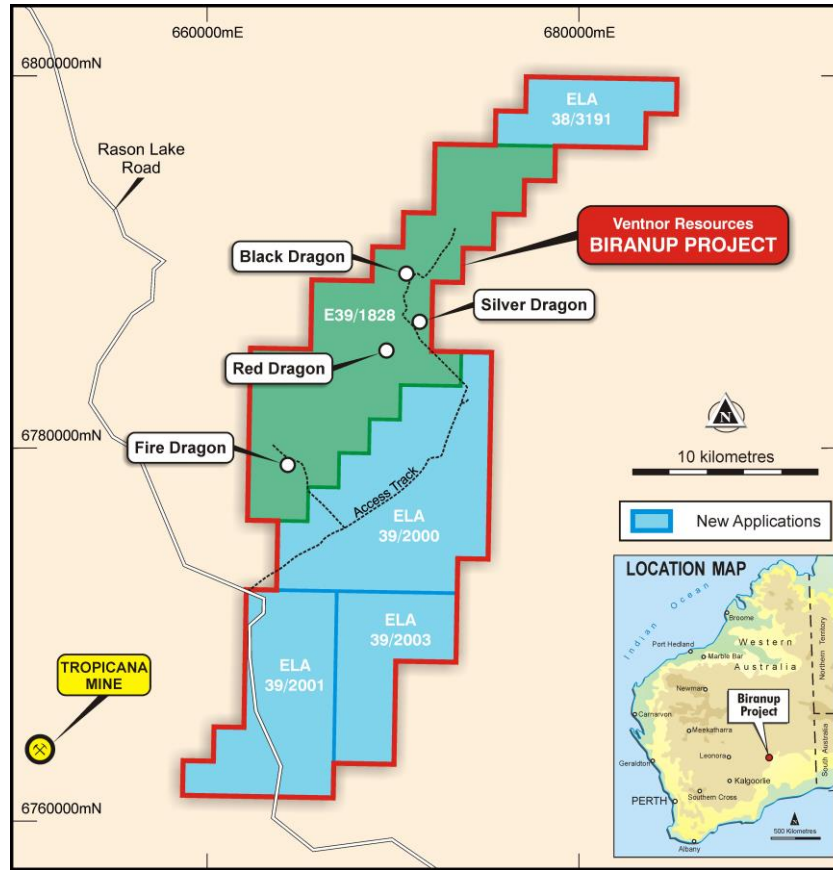 660000mE
680000mE
6800000mN
ELA
38/3191
Rason Lake
Road
Ventnor Resources
BIRANUP PROJECT
Black Dragon
Silver Dragon
E39/1828
Red Dragon
N
10 kilometres
6780000mN
Fire Dragon
Access Track
ELA
39/2000
New Applications
ELA
39/2003
ELA
39/2001
TROPICANA
MINE
6760000mN
LOCATION MAP
Indian Ocean
Broome
Port Hedland
Marble Bar
Western
Australia
Northern Territory
South Australia
Newman
Biranup
Project
Carnarvon
Meekatharra
Geraldton
Leonora
Kalgoorlie
PERTH
Southern Cross
Albany
N
500 Kilometres